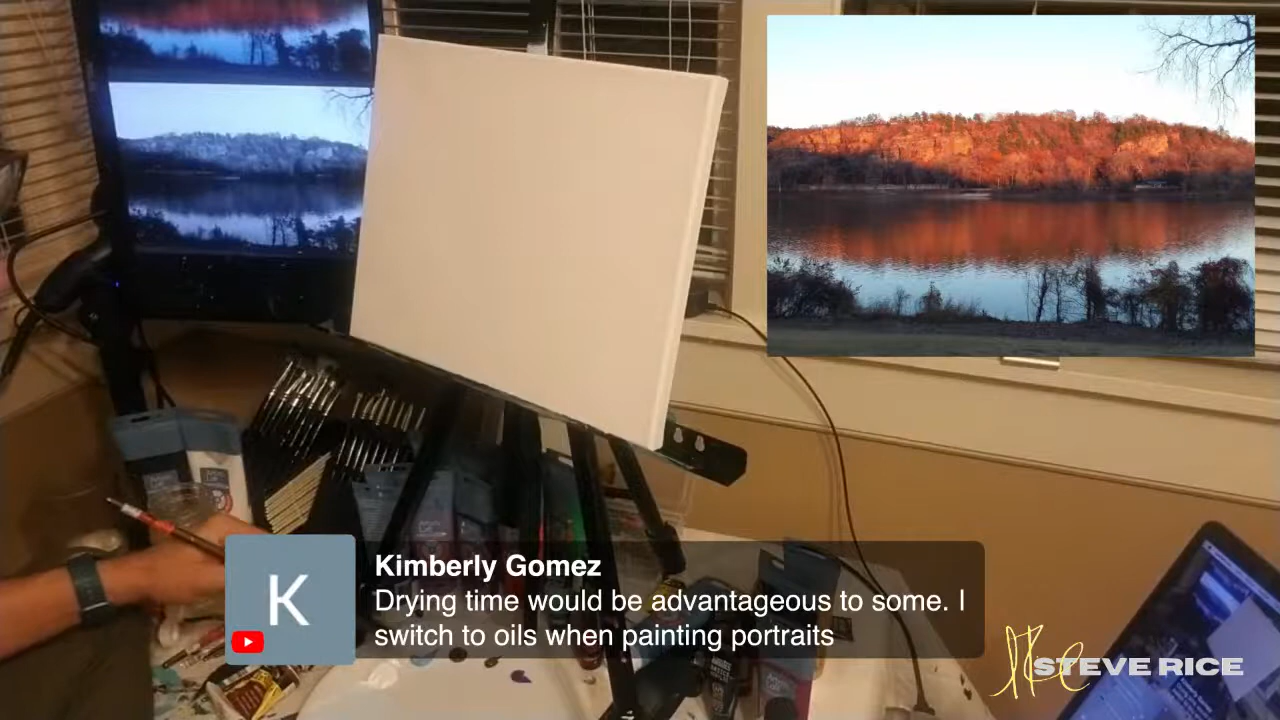 Kimberly Gomez
K
Drying time would be advantageous to some. I
switch to oils when painting portraits
STEVE RICE